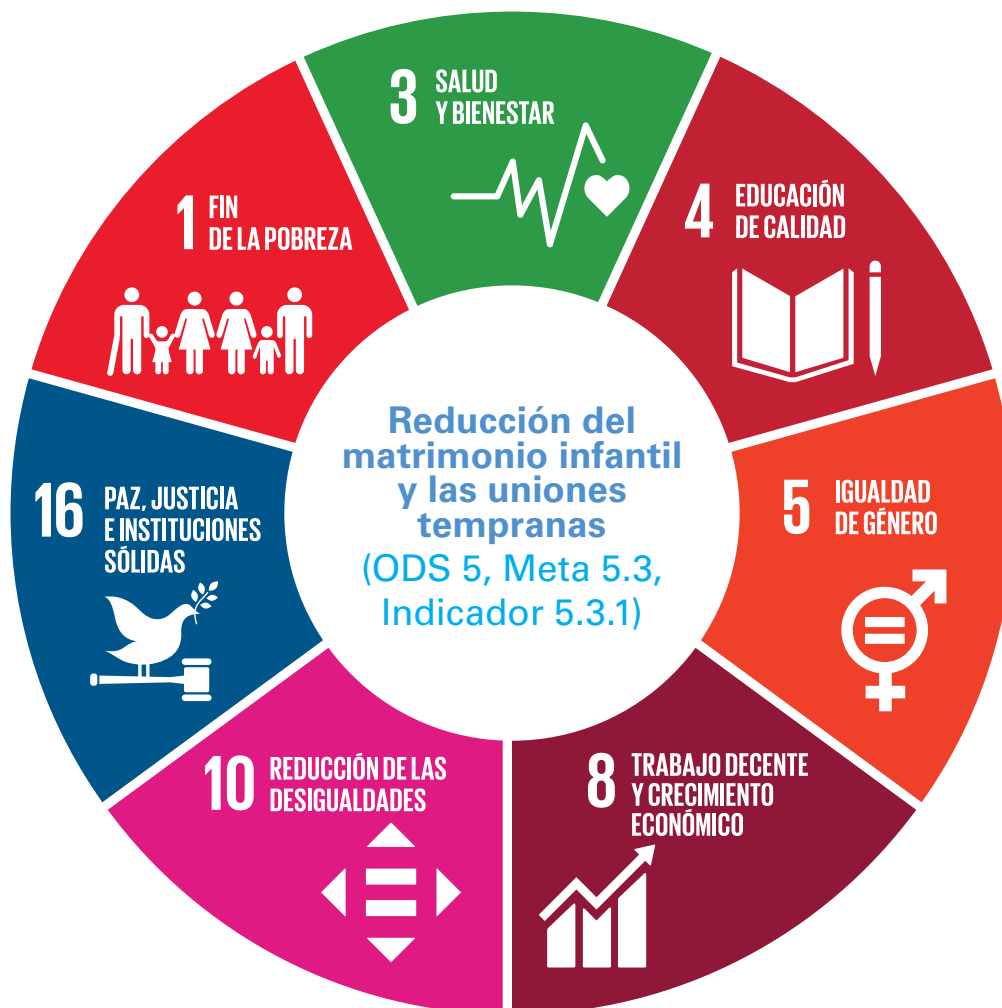 3 SALUD
Y BIENESTAR
4 EDUCACIÓN
DE CALIDAD
5 IGUALDAD
DE GÉNERO
8 TRABAJO DECENTE
Y CRECIMIENTO
ECONÓMICO
10 REDUCCIÓN DE LAS
DESIGUALDADES
16 PAZ, JUSTICIA
E INSTITUCIONES
SÓLIDAS
1 FIN
DE LA POBREZA
Reducción del
matrimonio infantil
y las uniones
tempranas
(ODS 5, Meta 5.3,
Indicador 5.3.1)